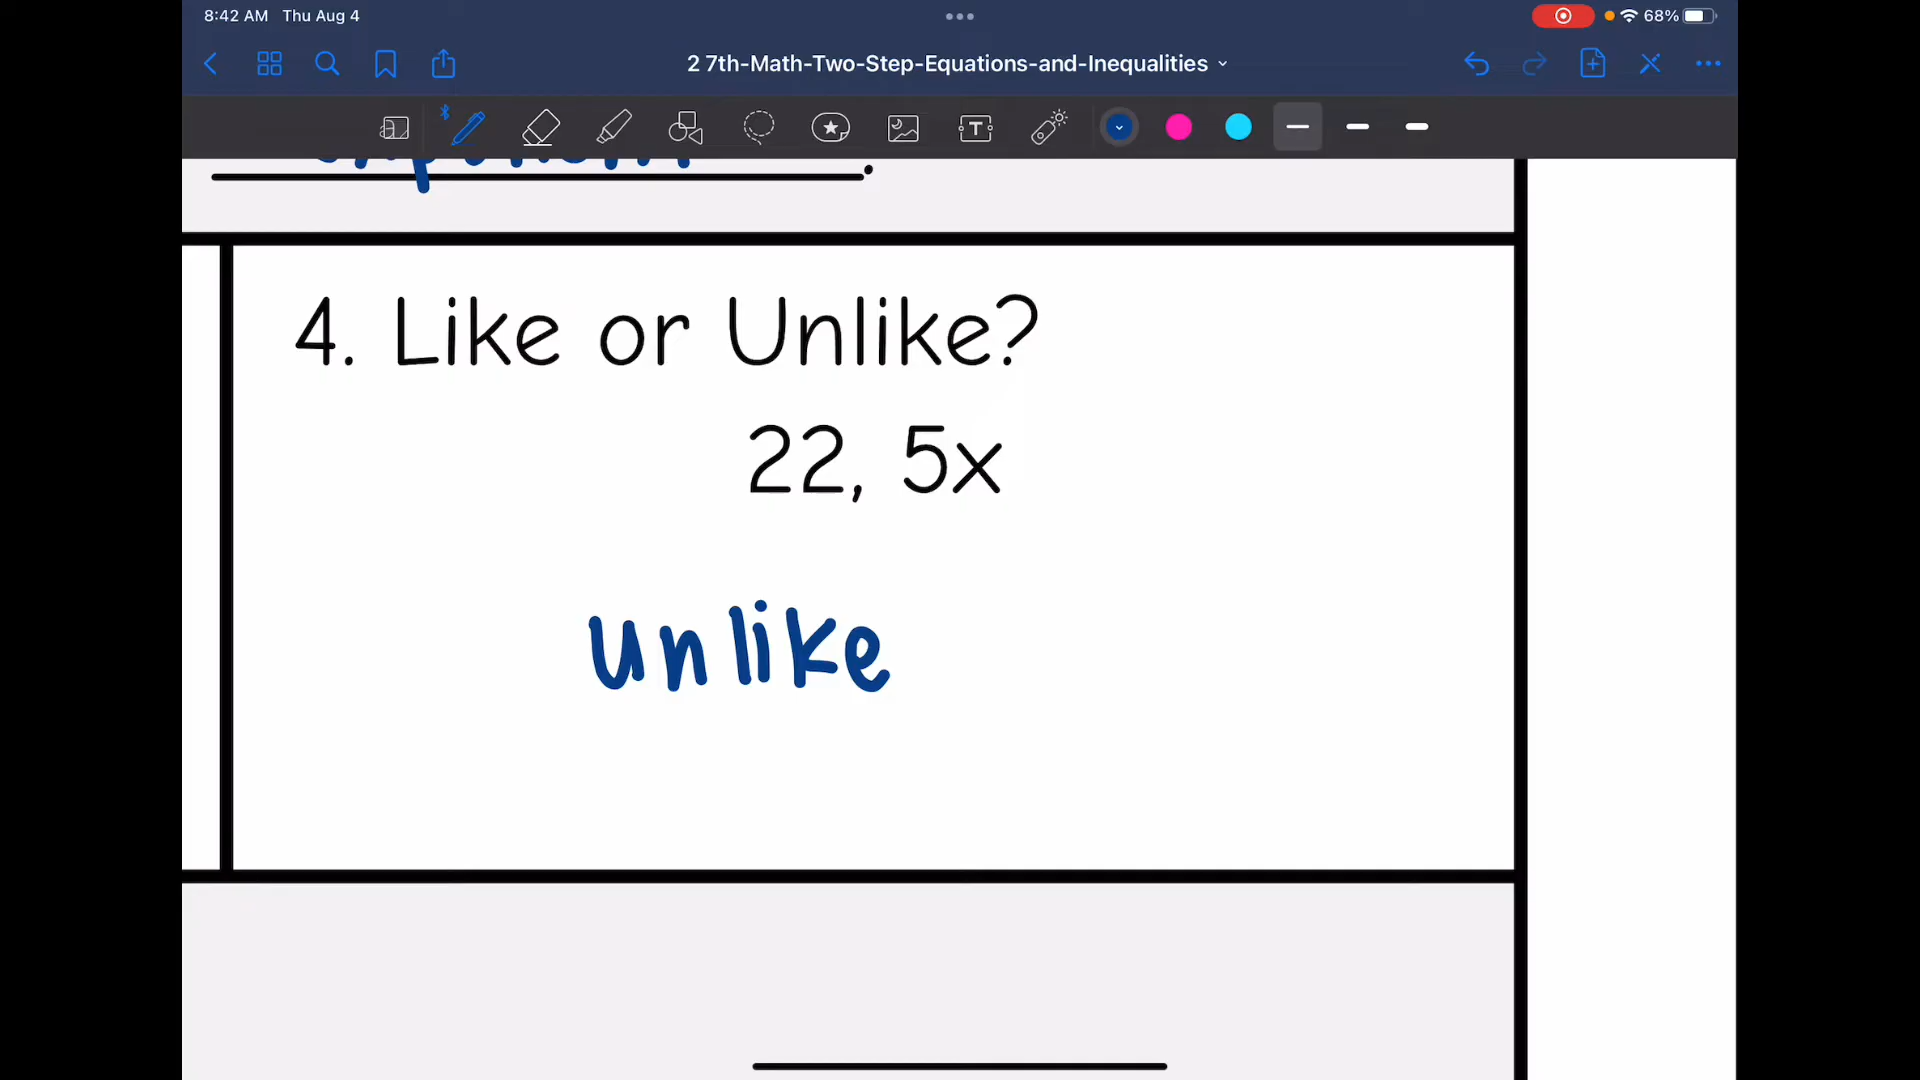 8:42 AM Thu Aug 4
68%
2 7th-Math-Two-Step-Equations-and-Inequalities
4. Like or Unlike?
22, 5x
unlike